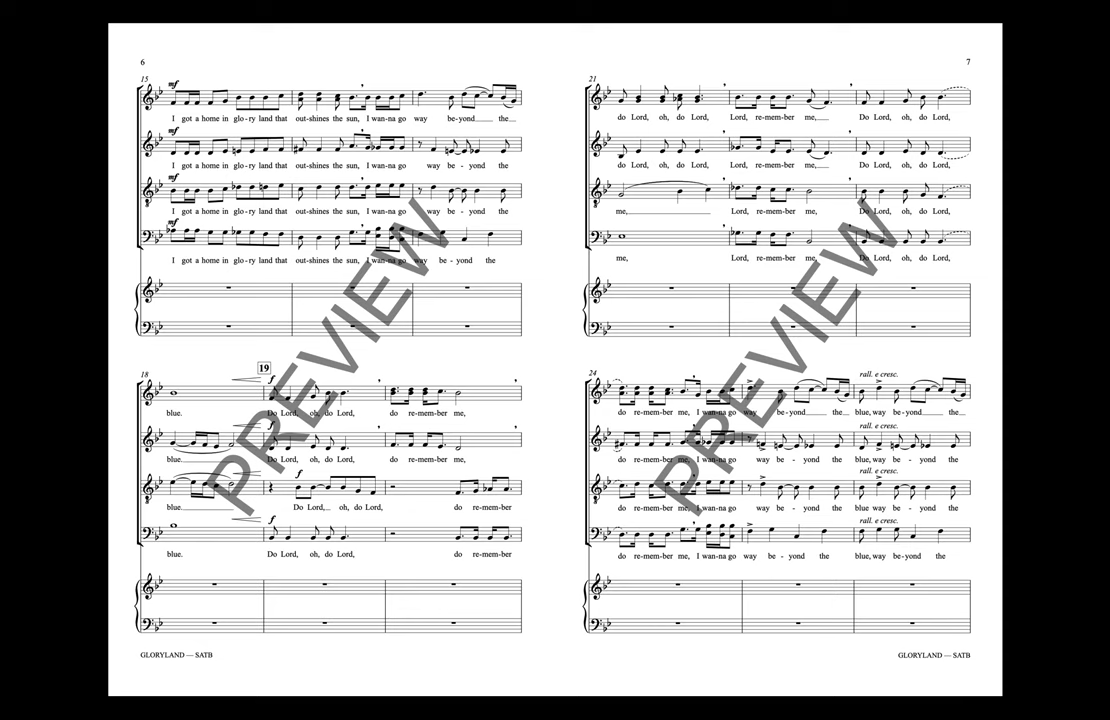 6
15
mf
I got a home in glo-ry land that out-shines the sun, I wan-na go way be-yond the
mf
I got a home in glo-ry land that out-shines the sun, I wan-na go way be-yond the
mf
I got a home in glo-ry land that out-shines the sun, I wan-na go way be-yond the
mf
I got a home in glo-ry land that out-shines the sun, I wan-na go way be-yond the
18
19
f
blue. Do Lord, oh, do Lord, do re-mem-ber me,
f
blue. Do Lord, oh, do Lord, do re-mem-ber me,
f
blue. Do Lord, oh, do Lord, do re-mem-ber
f
blue. Do Lord, oh, do Lord, do re-mem-ber
GLORYLAND — SATB
PREVIEW
7
21
do Lord, oh, do Lord, Lord, re-mem-ber me, Do Lord, oh, do Lord,
do Lord, oh, do Lord, Lord, re-mem-ber me, Do Lord, oh, do Lord,
me, Lord, re-mem-ber me, Do Lord, oh, do Lord,
me, Lord, re-mem-ber me, Do Lord, oh, do Lord,
24
rall. e cresc.
do re-mem-ber me, I wan-na go way be-yond the blue, way be-yond the
rall. e cresc.
do re-mem-ber me, I wan-na go way be-yond the blue, way be-yond the
rall. e cresc.
do re-mem-ber me, I wan-na go way be-yond the blue, way be-yond the
rall. e cresc.
do re-mem-ber me, I wan-na go way be-yond the blue, way be-yond the
GLORYLAND — SATB
PREVIEW